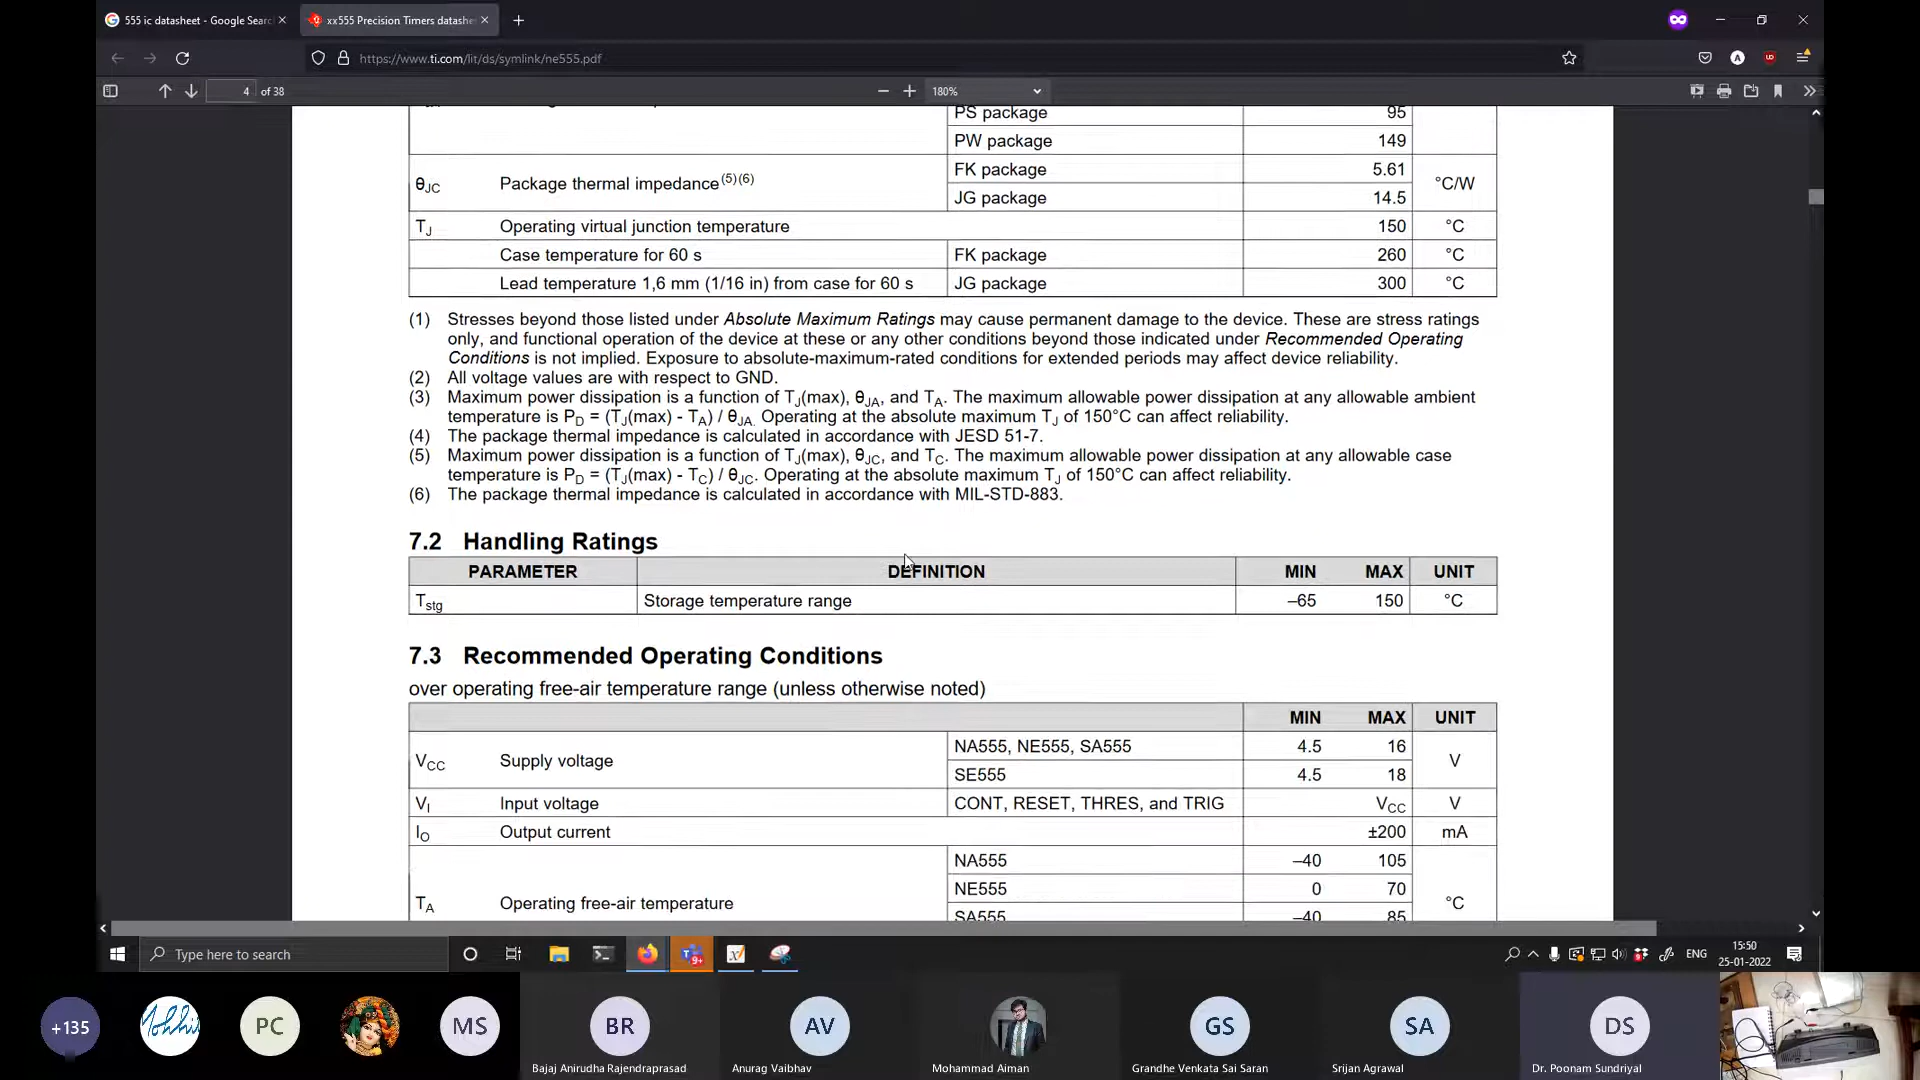 555 ic datasheet - Google Searc
xx555 Precision Timers datashe
https://www.ti.com/lit/ds/symlink/ne555.pdf
4 of 38
180%
PS package 95
PW package 149
θJC Package thermal impedance(5)(6) FK package 5.61 °C/W
JG package 14.5
TJ Operating virtual junction temperature 150 °C
Case temperature for 60 s FK package 260 °C
Lead temperature 1,6 mm (1/16 in) from case for 60 s JG package 300 °C
(1) Stresses beyond those listed under Absolute Maximum Ratings may cause permanent damage to the device. These are stress ratings
only, and functional operation of the device at these or any other conditions beyond those indicated under Recommended Operating
Conditions is not implied. Exposure to absolute-maximum-rated conditions for extended periods may affect device reliability.
(2) All voltage values are with respect to GND.
(3) Maximum power dissipation is a function of TJ(max), θJA, and TA. The maximum allowable power dissipation at any allowable ambient
temperature is PD = (TJ(max) - TA) / θJA. Operating at the absolute maximum TJ of 150°C can affect reliability.
(4) The package thermal impedance is calculated in accordance with JESD 51-7.
(5) Maximum power dissipation is a function of TJ(max), θJC, and TC. The maximum allowable power dissipation at any allowable case
temperature is PD = (TJ(max) - TC) / θJC. Operating at the absolute maximum TJ of 150°C can affect reliability.
(6) The package thermal impedance is calculated in accordance with MIL-STD-883.
7.2 Handling Ratings
PARAMETER DEFINITION MIN MAX UNIT
Tstg Storage temperature range –65 150 °C
7.3 Recommended Operating Conditions
over operating free-air temperature range (unless otherwise noted)
MIN MAX UNIT
VCC Supply voltage NA555, NE555, SA555 4.5 16 V
SE555 4.5 18
VI Input voltage CONT, RESET, THRES, and TRIG VCC V
IO Output current ±200 mA
NA555 –40 105
NE555 0 70
TA Operating free-air temperature °C
SA555 –40 85
Type here to search
9+
ENG
15:50
25-01-2022
+135
Mohhit
PC
MS
BR
AV
GS
SA
DS
Bajaj Anirudha Rajendraprasad
Anurag Vaibhav
Mohammad Aiman
Grandhe Venkata Sai Saran
Srijan Agrawal
Dr. Poonam Sundriyal